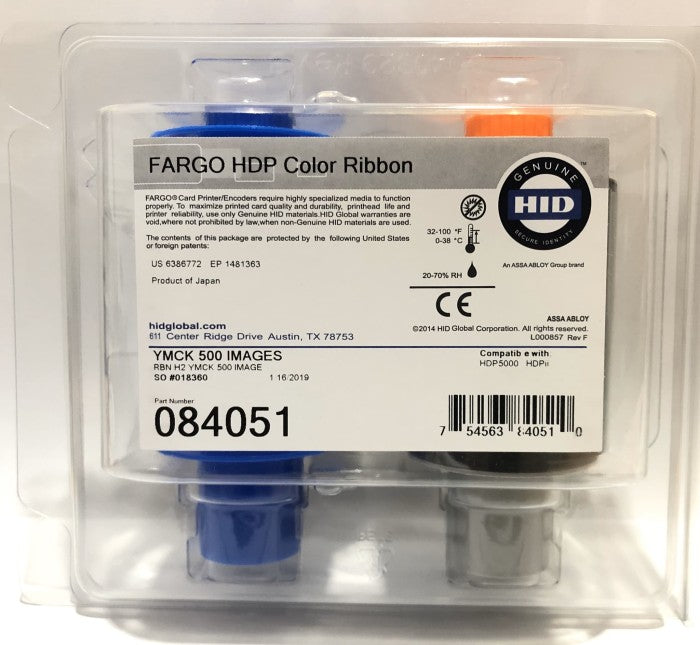 FARGO HDP Color Ribbon
GENUINE™
HID
SECURE IDENTITY
An ASSA ABLOY Group brand
FARGO® Card Printer/Encoders require highly specialized media to function
properly. To maximize printed card quality and durability, printhead life and
printer reliability, use only Genuine HID materials.HID Global warranties are
void,where not prohibited by law,when non-Genuine HID materials are used.
The contents of this package are protected by the following United States
or foreign patents:
US 6386772 EP 1481363
Product of Japan
32-100 °F
0-38 °C
20-70% RH
CE
ASSA ABLOY
©2014 HID Global Corporation. All rights reserved.
L000857 Rev F
hidglobal.com
611 Center Ridge Drive Austin, TX 78753
YMCK 500 IMAGES
RBN H2 YMCK 500 IMAGE
SO #018360 1 16/2019
Compatib e with:
HDP5000 HDPii
Part Number
084051
7 54563 84051 0